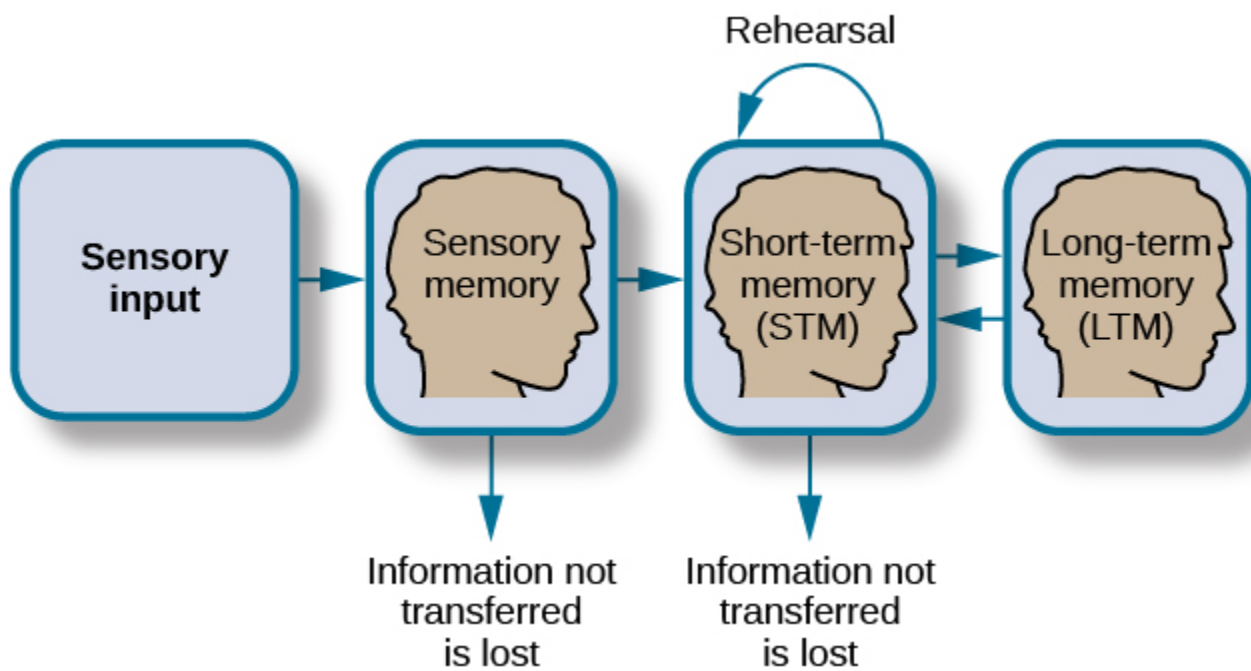 Rehearsal
Sensory
input
Sensory
memory
Short-term
memory
(STM)
Long-term
memory
(LTM)
Information not
transferred
is lost
Information not
transferred
is lost